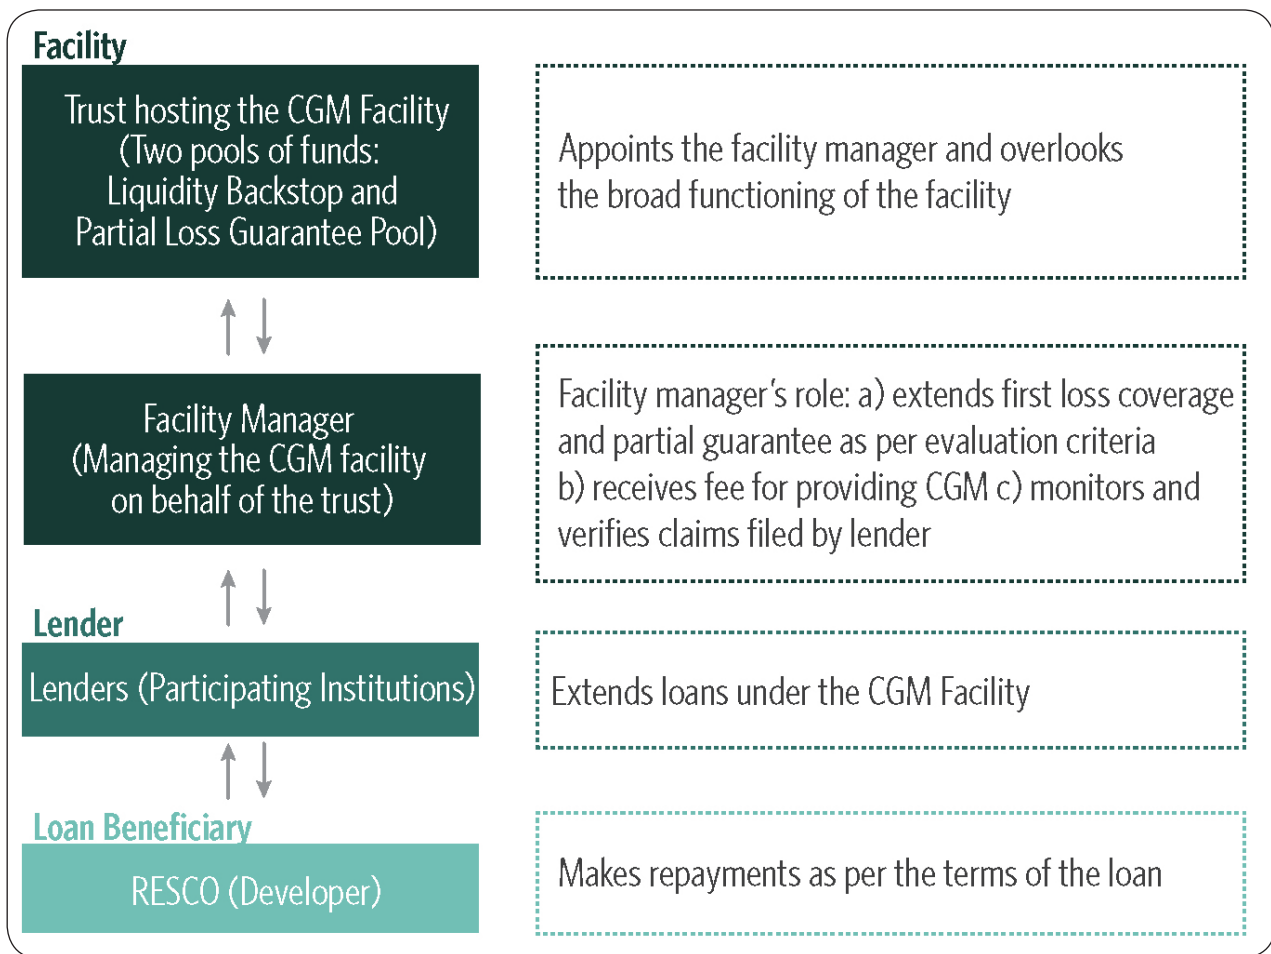 Facility
Trust hosting the CGM Facility
(Two pools of funds:
Liquidity Backstop and
Partial Loss Guarantee Pool)
Appoints the facility manager and overlooks
the broad functioning of the facility
Facility Manager
(Managing the CGM facility
on behalf of the trust)
Facility manager’s role: a) extends first loss coverage
and partial guarantee as per evaluation criteria
b) receives fee for providing CGM c) monitors and
verifies claims filed by lender
Lender
Lenders (Participating Institutions)
Extends loans under the CGM Facility
Loan Beneficiary
RESCO (Developer)
Makes repayments as per the terms of the loan